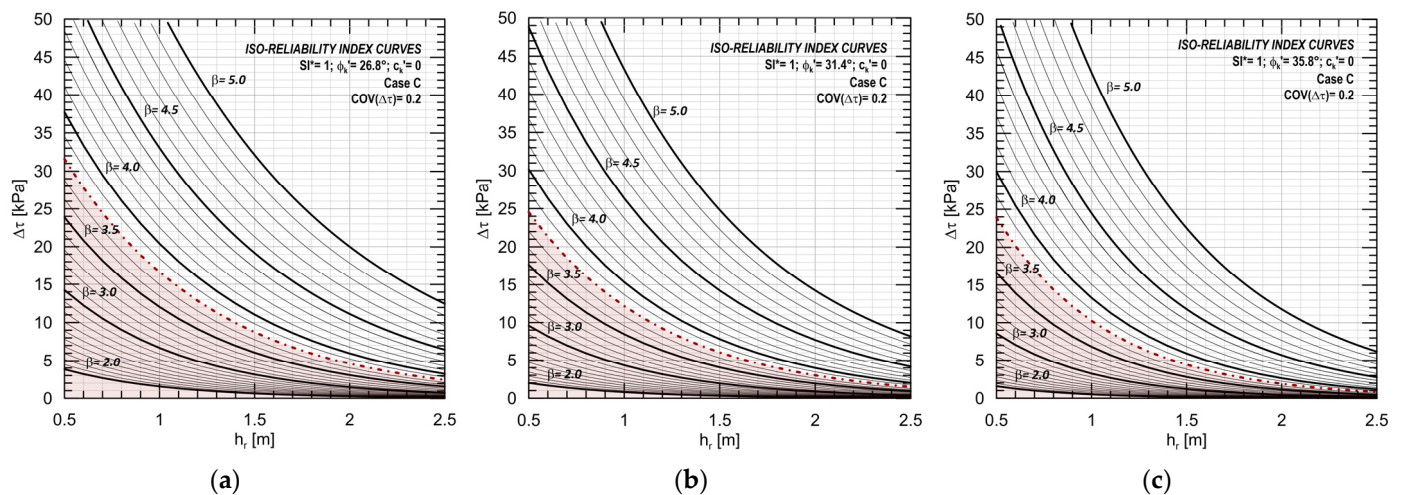 50
45
40
35
30
25
20
15
10
5
0
Δτ [kPa]
ISO-RELIABILITY INDEX CURVES
SI*= 1; ϕk'= 26.8°; ck'= 0
Case C
COV(Δτ)= 0.2
β= 5.0
β= 4.5
β= 4.0
β= 3.5
β= 3.0
β= 2.0
0.5 1 1.5 2 2.5
hr [m]
(a)
50
45
40
35
30
25
20
15
10
5
0
Δτ [kPa]
ISO-RELIABILITY INDEX CURVES
SI*= 1; ϕk'= 31.4°; ck'= 0
Case C
COV(Δτ)= 0.2
β= 5.0
β= 4.5
β= 4.0
β= 3.5
β= 3.0
β= 2.0
0.5 1 1.5 2 2.5
hr [m]
(b)
50
45
40
35
30
25
20
15
10
5
0
Δτ [kPa]
ISO-RELIABILITY INDEX CURVES
SI*= 1; ϕk'= 35.8°; ck'= 0
Case C
COV(Δτ)= 0.2
β= 5.0
β= 4.5
β= 4.0
β= 3.5
β= 3.0
β= 2.0
0.5 1 1.5 2 2.5
hr [m]
(c)